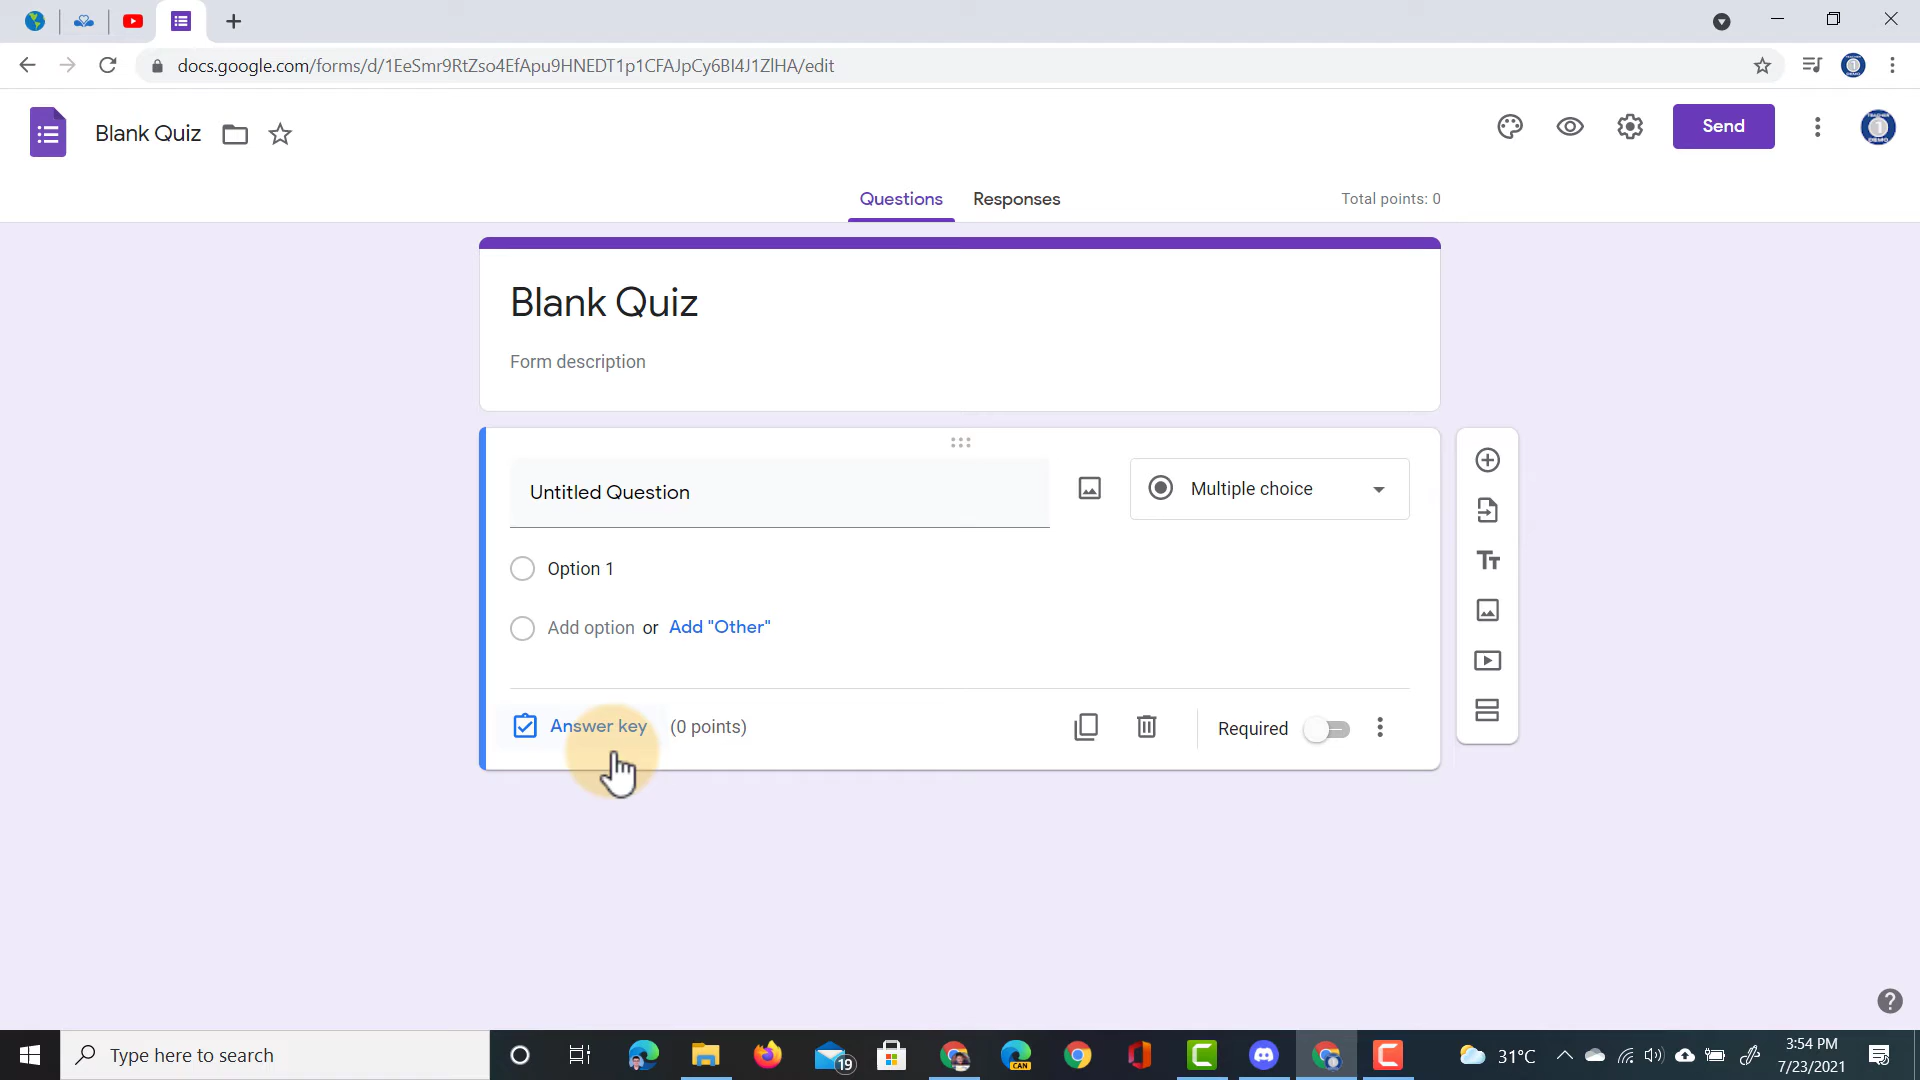 docs.google.com/forms/d/1EeSmr9RtZso4EfApu9HNEDT1p1CFAJpCy6BI4J1ZlHA/edit
Blank Quiz
Send
Questions
Responses
Total points: 0
Blank Quiz
Form description
Untitled Question
Multiple choice
Option 1
Add option or Add "Other"
Answer key (0 points)
Required
Type here to search
19
CAN
31°C
3:54 PM
7/23/2021